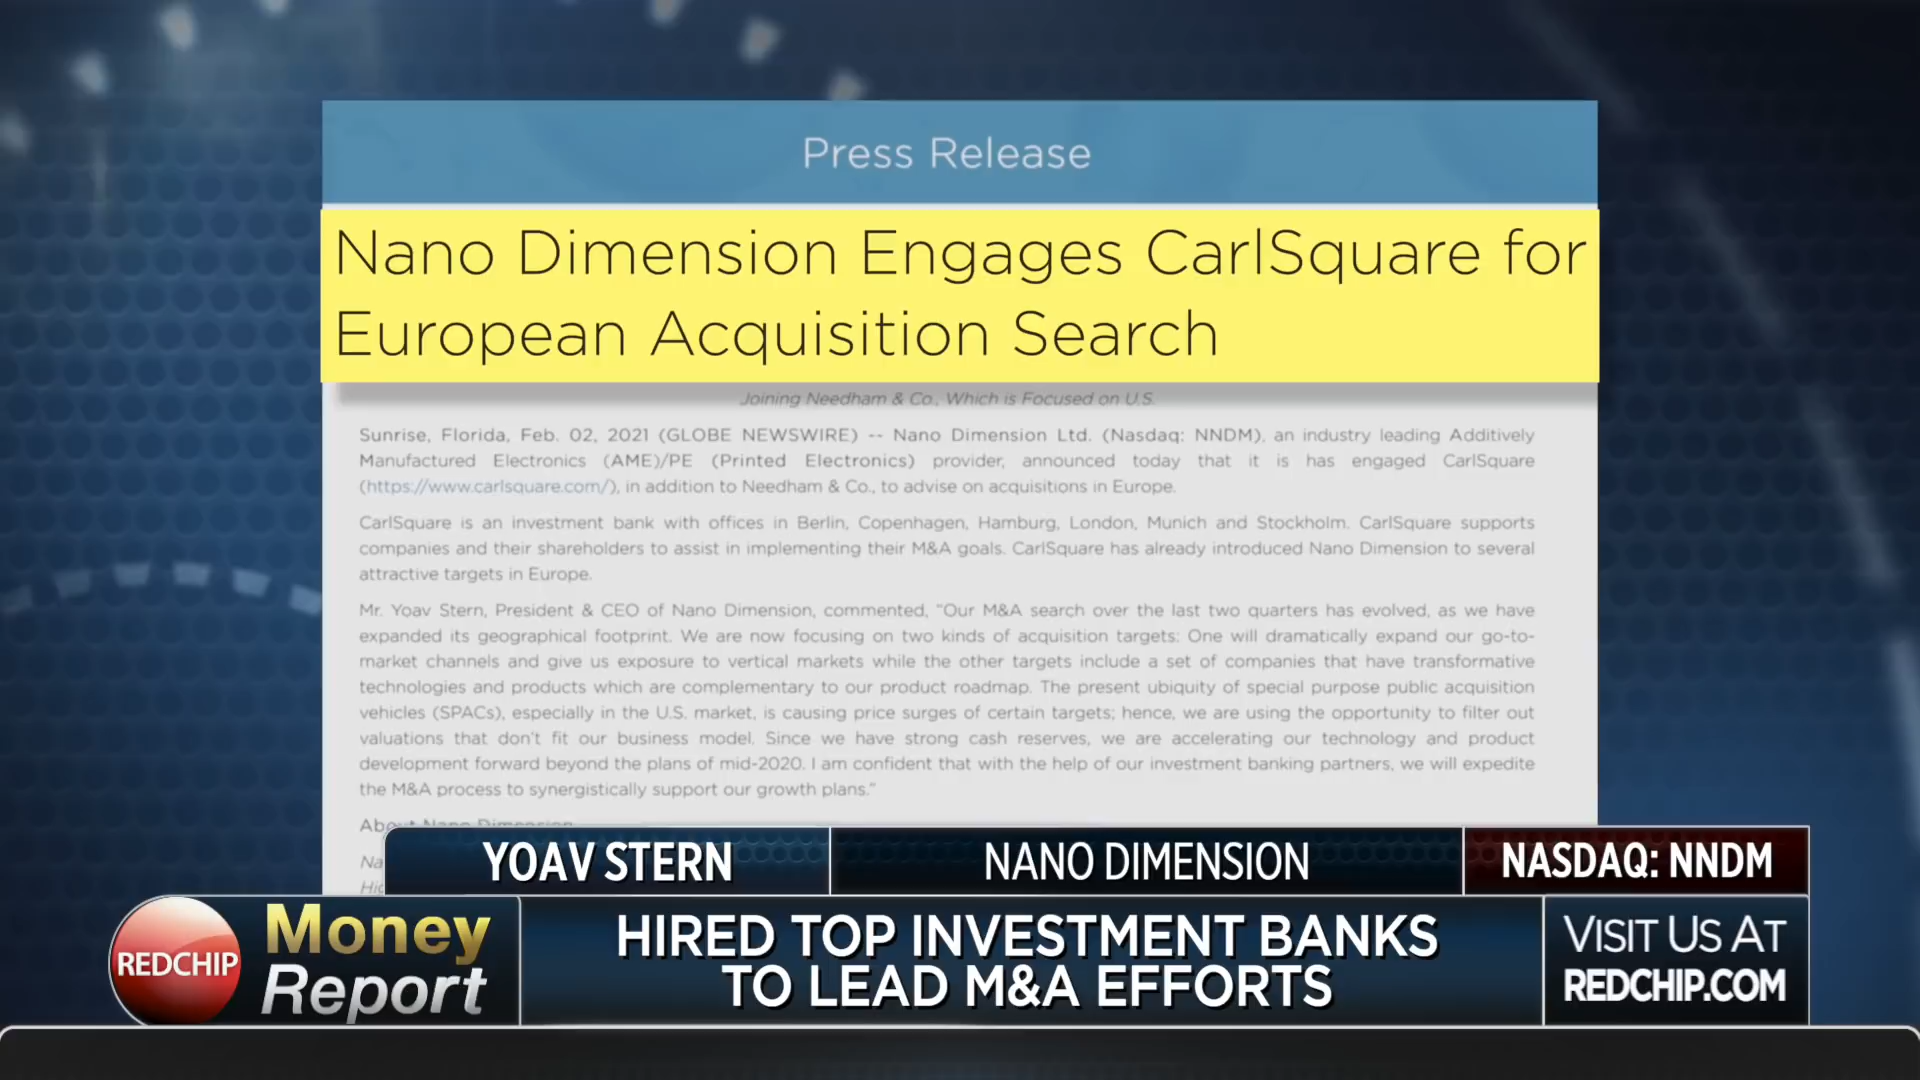 Press Release
Nano Dimension Engages CarlSquare for
European Acquisition Search
Joining Needham & Co., Which is Focused on U.S.
Sunrise, Florida, Feb. 02, 2021 (GLOBE NEWSWIRE) -- Nano Dimension Ltd. (Nasdaq: NNDM), an industry leading Additively
Manufactured Electronics (AME)/PE (Printed Electronics) provider, announced today that it is has engaged CarlSquare
(https://www.carlsquare.com/), in addition to Needham & Co., to advise on acquisitions in Europe.
CarlSquare is an investment bank with offices in Berlin, Copenhagen, Hamburg, London, Munich and Stockholm. CarlSquare supports
companies and their shareholders to assist in implementing their M&A goals. CarlSquare has already introduced Nano Dimension to several
attractive targets in Europe.
Mr. Yoav Stern, President & CEO of Nano Dimension, commented, “Our M&A search over the last two quarters has evolved, as we have
expanded its geographical footprint. We are now focusing on two kinds of acquisition targets: One will dramatically expand our go-to-
market channels and give us exposure to vertical markets while the other targets include a set of companies that have transformative
technologies and products which are complementary to our product roadmap. The present ubiquity of special purpose public acquisition
vehicles (SPACs), especially in the U.S. market, is causing price surges of certain targets; hence, we are using the opportunity to filter out
valuations that don't fit our business model. Since we have strong cash reserves, we are accelerating our technology and product
development forward beyond the plans of mid-2020. I am confident that with the help of our investment banking partners, we will expedite
the M&A process to synergistically support our growth plans.”
About Nano Dimension
YOAV STERN
NANO DIMENSION
NASDAQ: NNDM
REDCHIP
Money
Report
HIRED TOP INVESTMENT BANKS
TO LEAD M&A EFFORTS
VISIT US AT
REDCHIP.COM